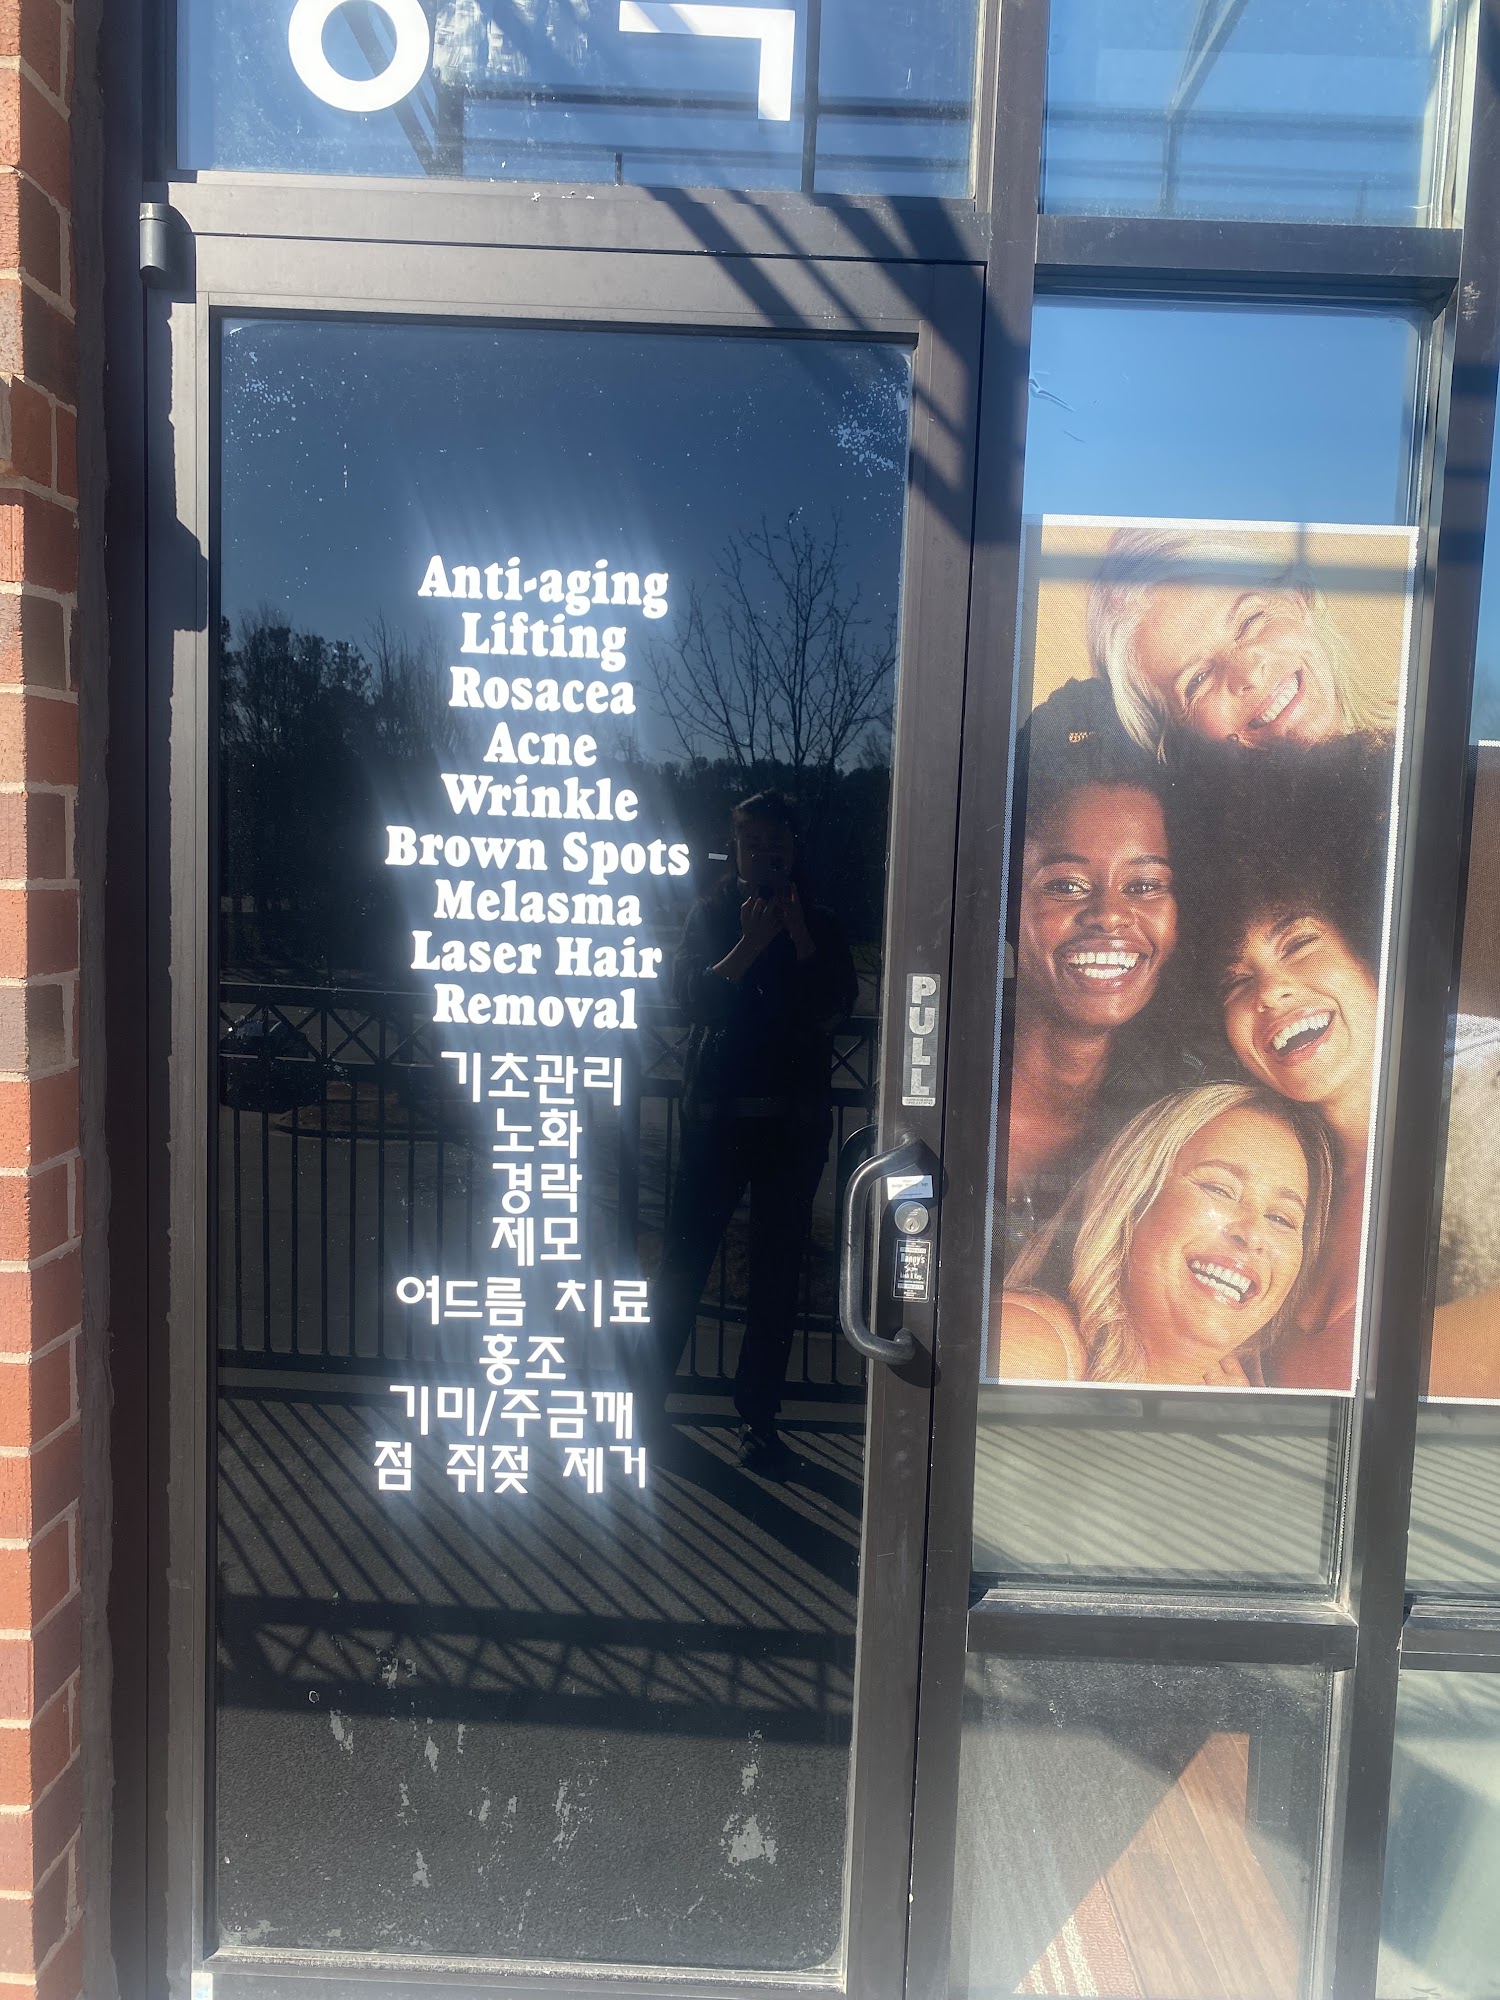 Anti-aging
Lifting
Rosacea
Acne
Wrinkle
Brown Spots
Melasma
Laser Hair
Removal
기초관리
노화
경락
제모
여드름 치료
홍조
기미/주금깨
점 쥐젖 제거
PULL